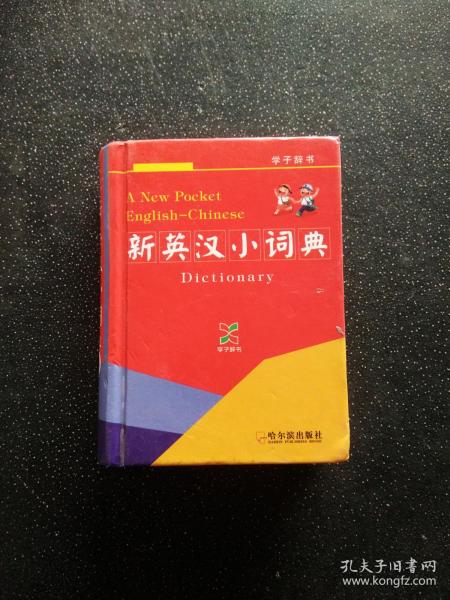 学子辞书
A New Pocket
English-Chinese
新英汉小词典
Dictionary
学子辞书
哈尔滨出版社
孔夫子旧书网
www.kongfz.com